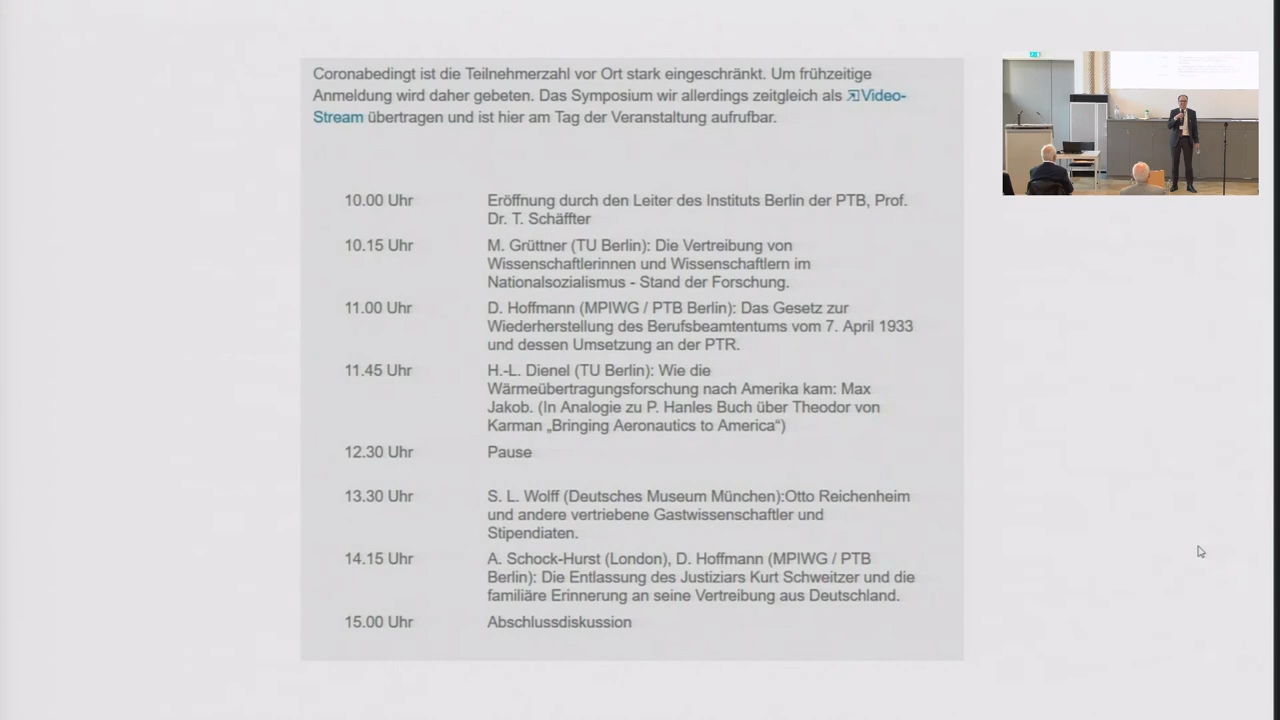 Coronabedingt ist die Teilnehmerzahl vor Ort stark eingeschränkt. Um frühzeitige
Anmeldung wird daher gebeten. Das Symposium wir allerdings zeitgleich als Video-
Stream übertragen und ist hier am Tag der Veranstaltung aufrufbar.
10.00 Uhr Eröffnung durch den Leiter des Instituts Berlin der PTB, Prof.
Dr. T. Schäffter
10.15 Uhr M. Grüttner (TU Berlin): Die Vertreibung von
Wissenschaftlerinnen und Wissenschaftlern im
Nationalsozialismus - Stand der Forschung.
11.00 Uhr D. Hoffmann (MPIWG / PTB Berlin): Das Gesetz zur
Wiederherstellung des Berufsbeamtentums vom 7. April 1933
und dessen Umsetzung an der PTR.
11.45 Uhr H.-L. Dienel (TU Berlin): Wie die
Wärmeübertragungsforschung nach Amerika kam: Max
Jakob. (In Analogie zu P. Hanles Buch über Theodor von
Karman „Bringing Aeronautics to America“)
12.30 Uhr Pause
13.30 Uhr S. L. Wolff (Deutsches Museum München):Otto Reichenheim
und andere vertriebene Gastwissenschaftler und
Stipendiaten.
14.15 Uhr A. Schock-Hurst (London), D. Hoffmann (MPIWG / PTB
Berlin): Die Entlassung des Justiziars Kurt Schweitzer und die
familiäre Erinnerung an seine Vertreibung aus Deutschland.
15.00 Uhr Abschlussdiskussion